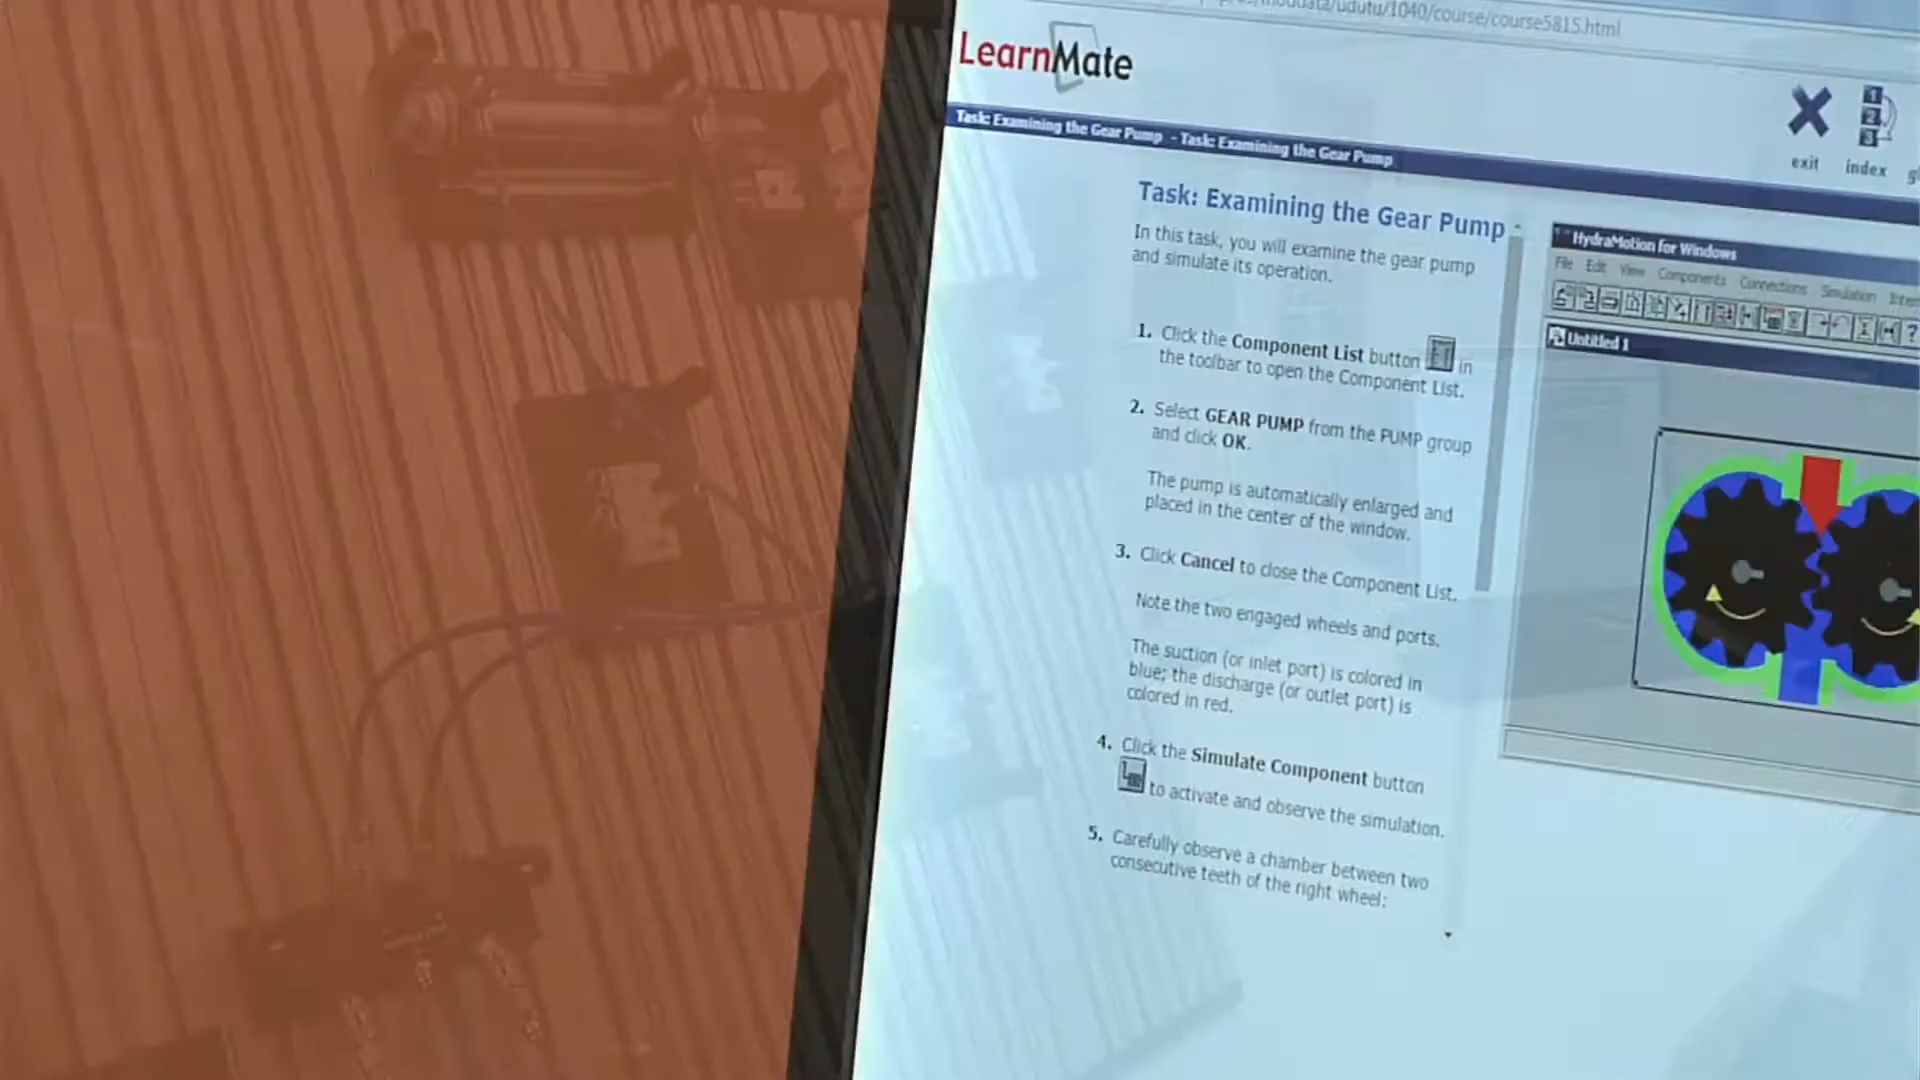 /udutu/1040/course/course5815.html
LearnMate
exit
index
Task: Examining the Gear Pump - Task: Examining the Gear Pump
Task: Examining the Gear Pump
In this task, you will examine the gear pump
and simulate its operation.
1. Click the Component List button in
the toolbar to open the Component List.
2. Select GEAR PUMP from the PUMP group
and click OK.
The pump is automatically enlarged and
placed in the center of the window.
3. Click Cancel to close the Component List.
Note the two engaged wheels and ports.
The suction (or inlet port) is colored in
blue; the discharge (or outlet port) is
colored in red.
4. Click the Simulate Component button
to activate and observe the simulation.
5. Carefully observe a chamber between two
consecutive teeth of the right wheel:
HydraMotion for Windows
File Edit View Components Connections Simulation
Untitled 1